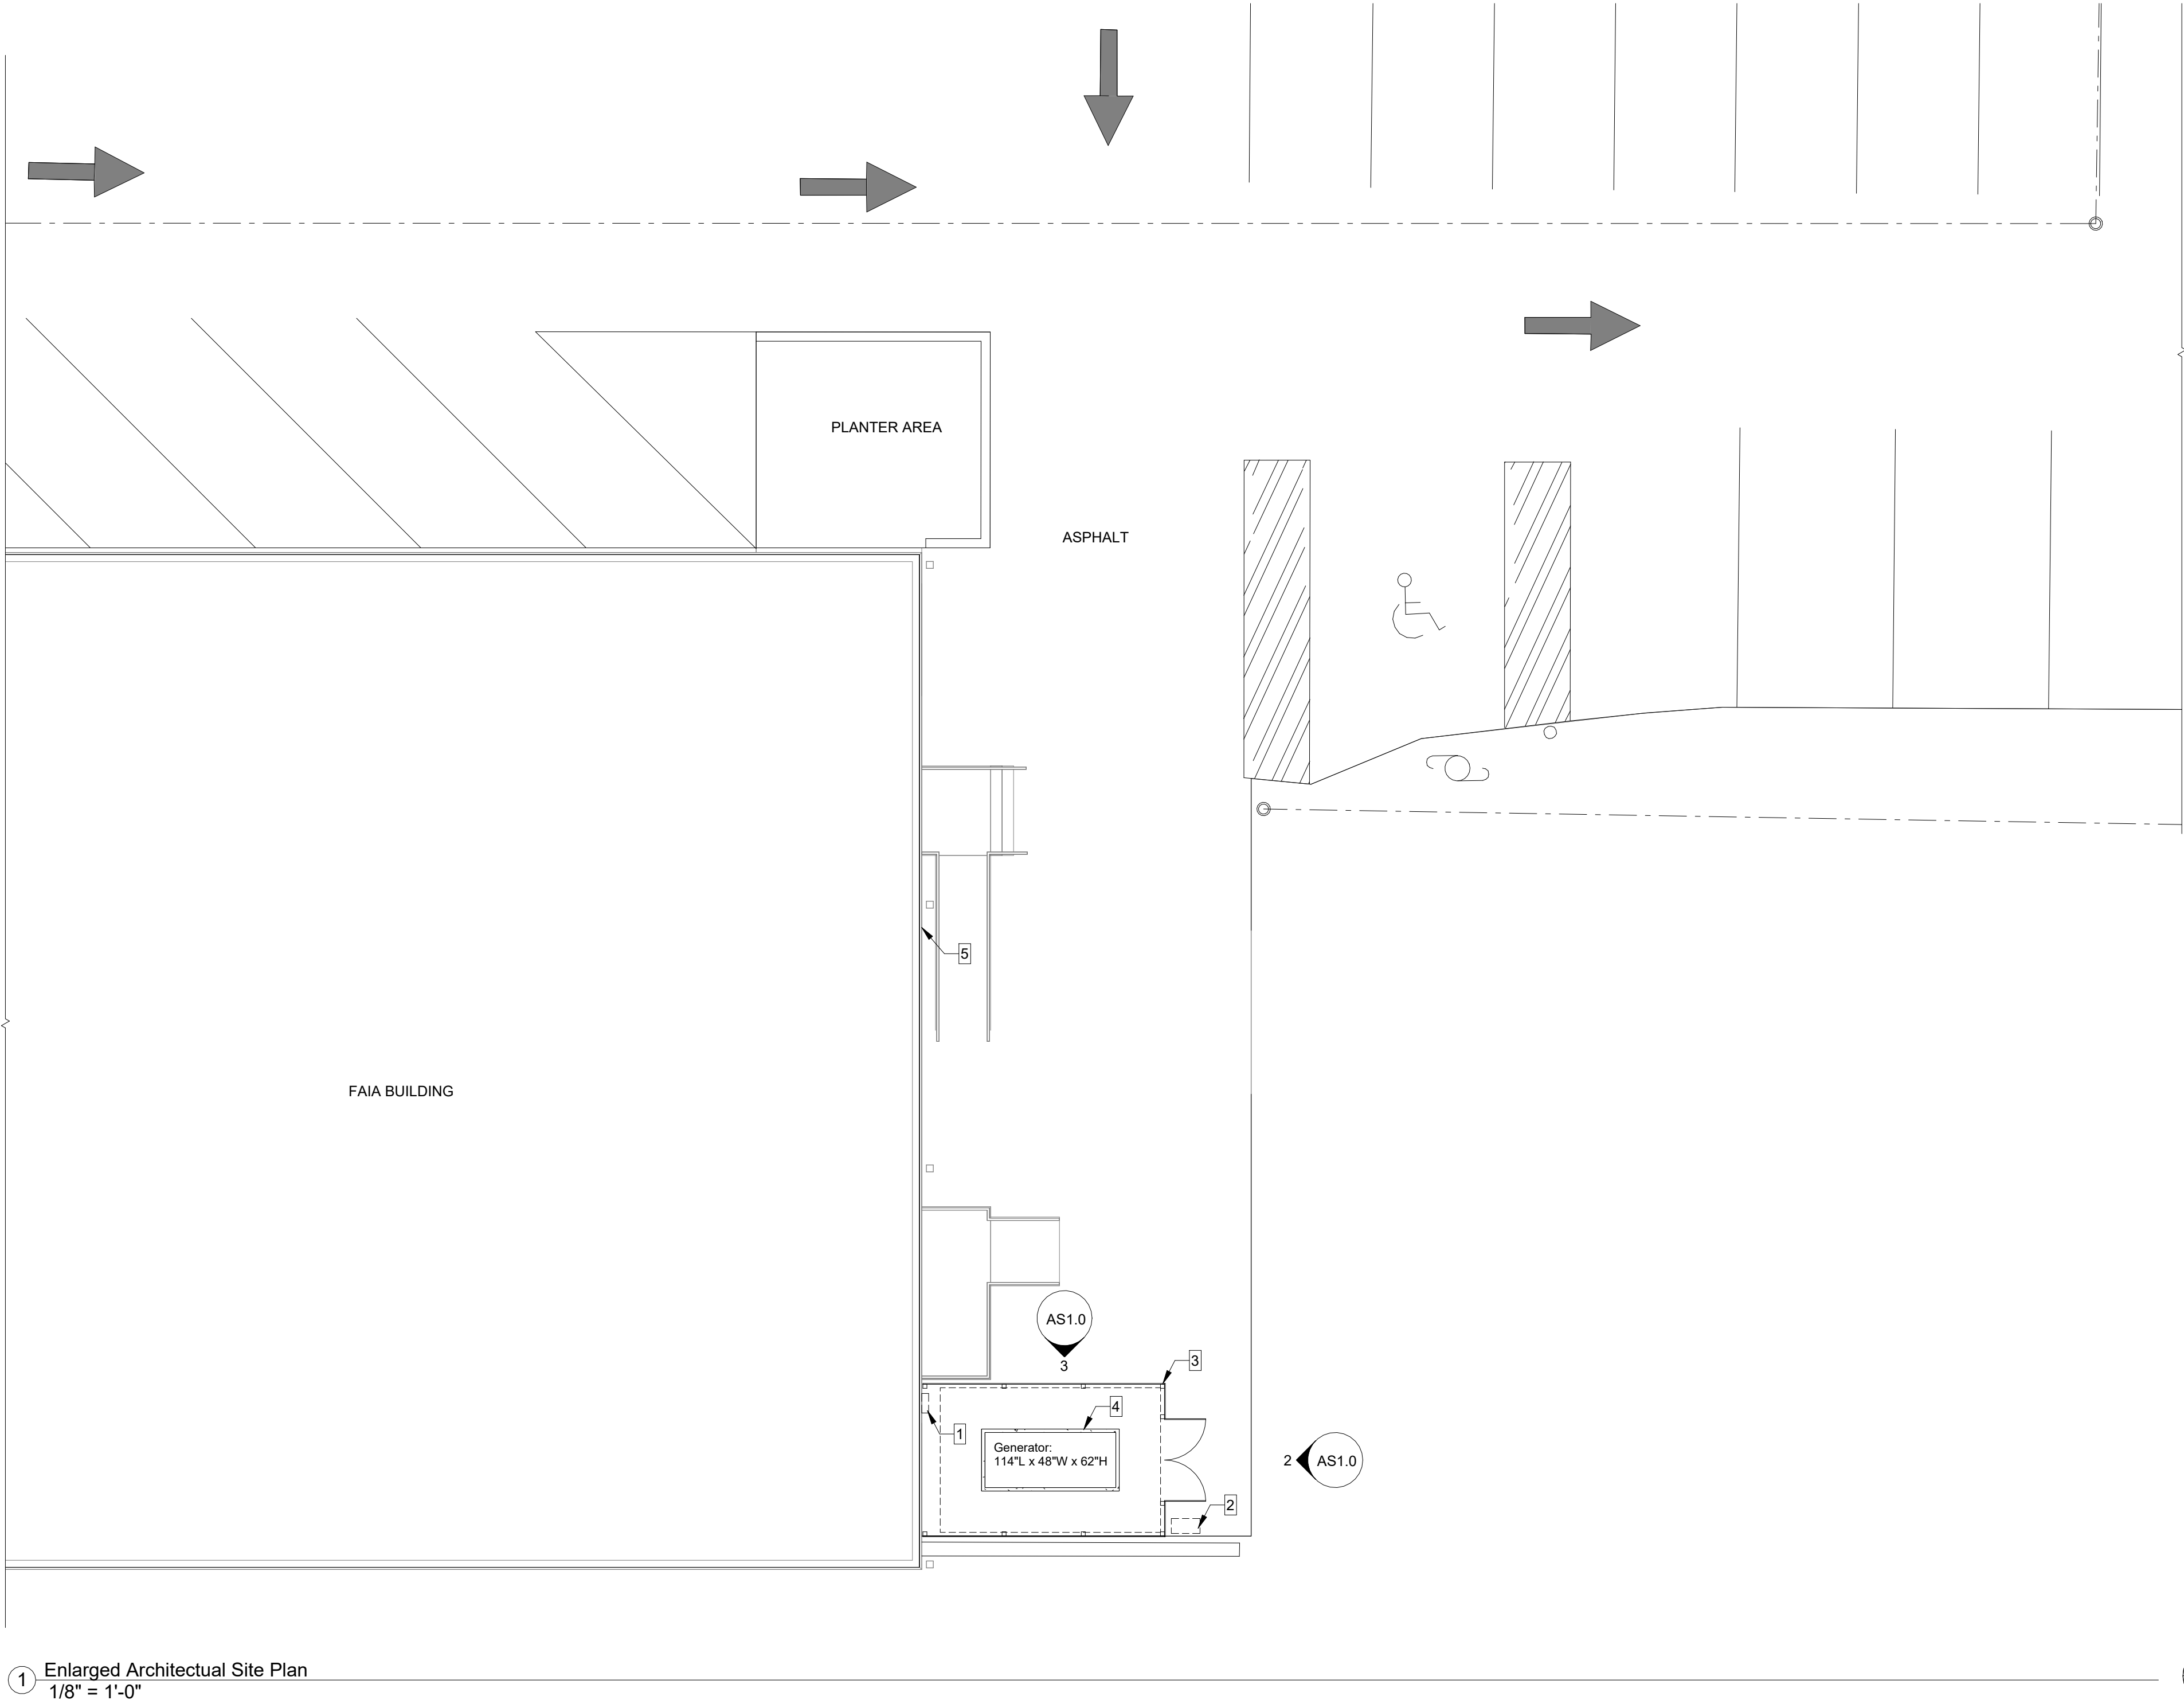 PLANTER AREA
ASPHALT
5
FAIA BUILDING
AS1.0
3
3
4
1
Generator:
114"L x 48"W x 62"H
2 AS1.0
2
1 Enlarged Architectual Site Plan
1/8" = 1'-0"